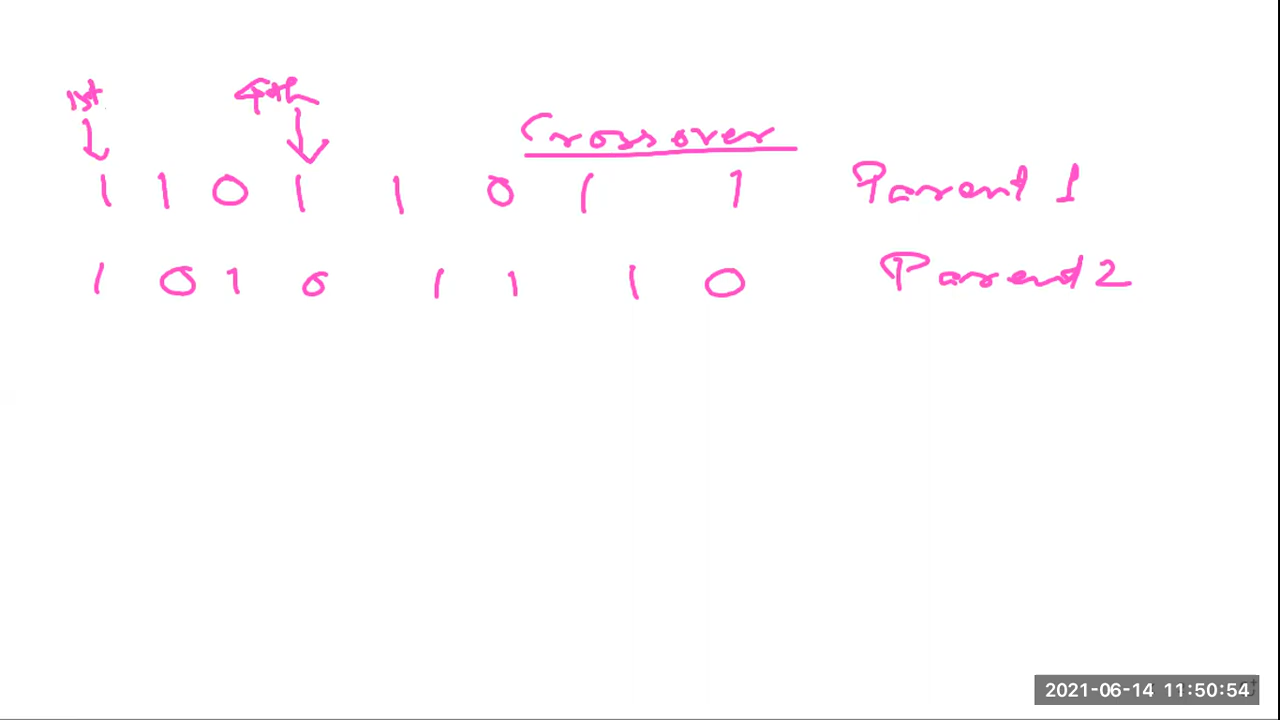 1st 4th
Crossover
1 1 0 1 1 0 1 1 Parent 1
1 0 1 0 1 1 1 0 Parent 2
2021-06-14 11:50:54